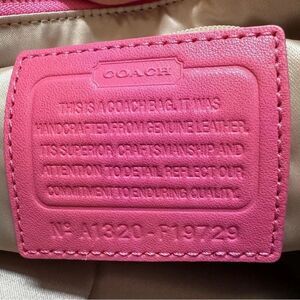 COACH
THIS IS A COACH BAG. IT WAS
HANDCRAFTED FROM GENUINE LEATHER.
ITS SUPERIOR CRAFTSMANSHIP AND
ATTENTION TO DETAIL REFLECT OUR
COMMITMENT TO ENDURING QUALITY.
Nº A1320-F19729